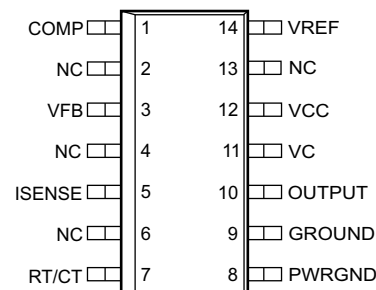 COMP 1 14 VREF
NC 2 13 NC
VFB 3 12 VCC
NC 4 11 VC
ISENSE 5 10 OUTPUT
NC 6 9 GROUND
RT/CT 7 8 PWRGND